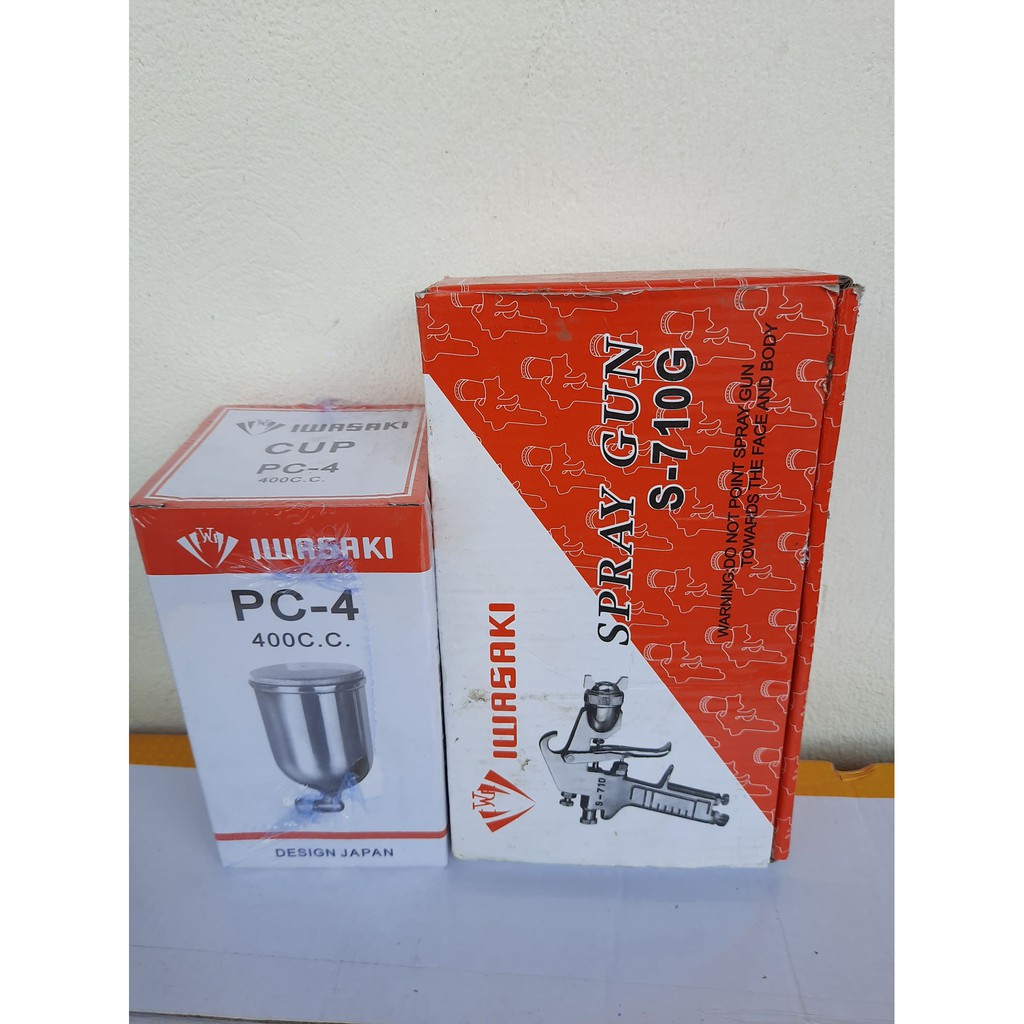 IWASAKI
CUP
PC-4
400C.C.
IWASAKI
PC-4
400C.C.
DESIGN JAPAN
IWASAKI
SPRAY GUN
S-710G
WARNING:DO NOT POINT SPRAY GUN
TOWARDS THE FACE AND BODY
S-710